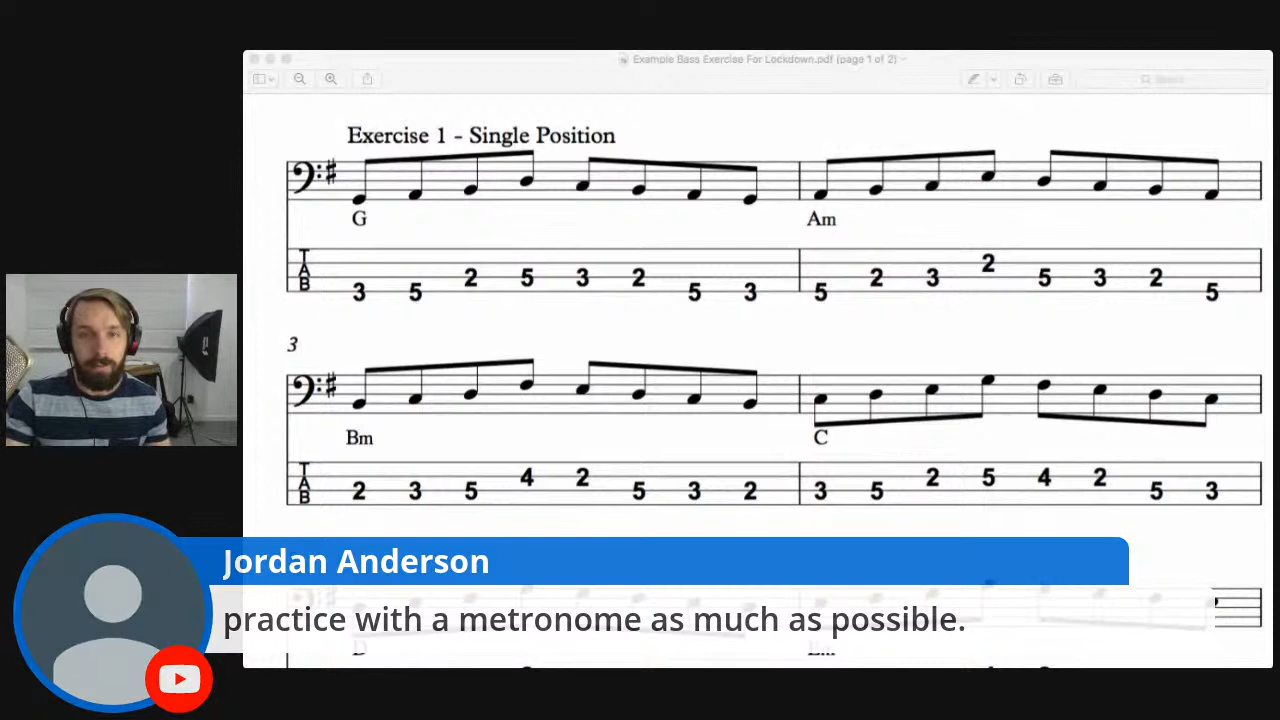 Example Bass Exercise For Lockdown.pdf (page 1 of 2)
Search
Exercise 1 - Single Position
G Am
T A B 3 5 2 5 3 2 5 3 5 2 3 2 5 3 2 5
3
Bm C
T A B 2 3 5 4 2 5 3 2 3 5 2 5 4 2 5 3
Jordan Anderson
practice with a metronome as much as possible.
D